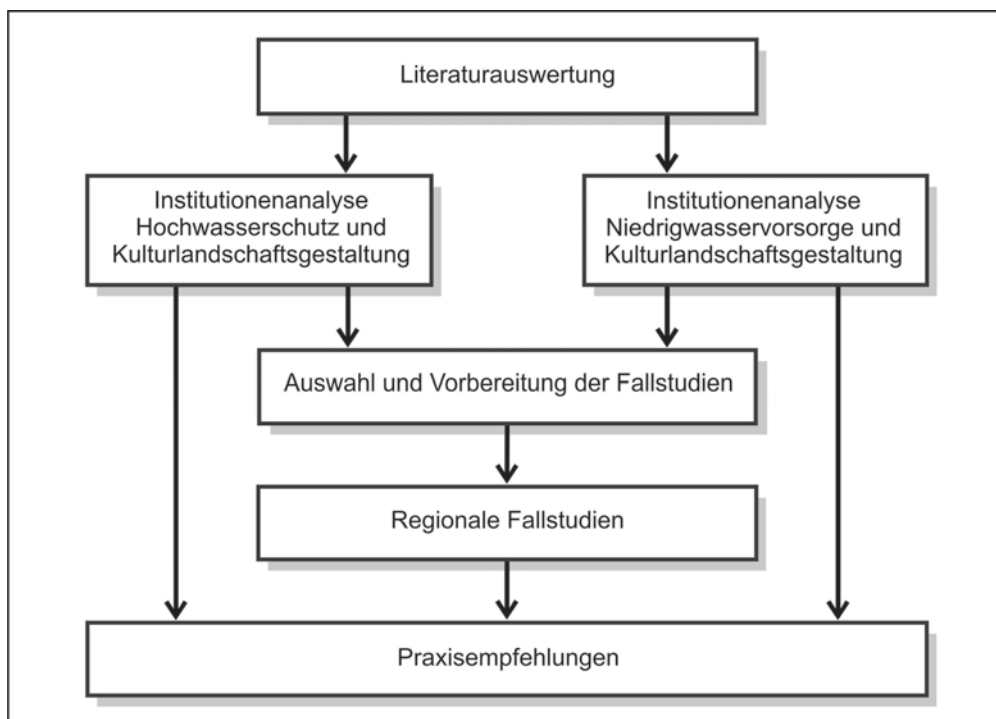 Literaturauswertung
Institutionenanalyse
Hochwasserschutz und
Kulturlandschaftsgestaltung
Institutionenanalyse
Niedrigwasservorsorge und
Kulturlandschaftsgestaltung
Auswahl und Vorbereitung der Fallstudien
Regionale Fallstudien
Praxisempfehlungen